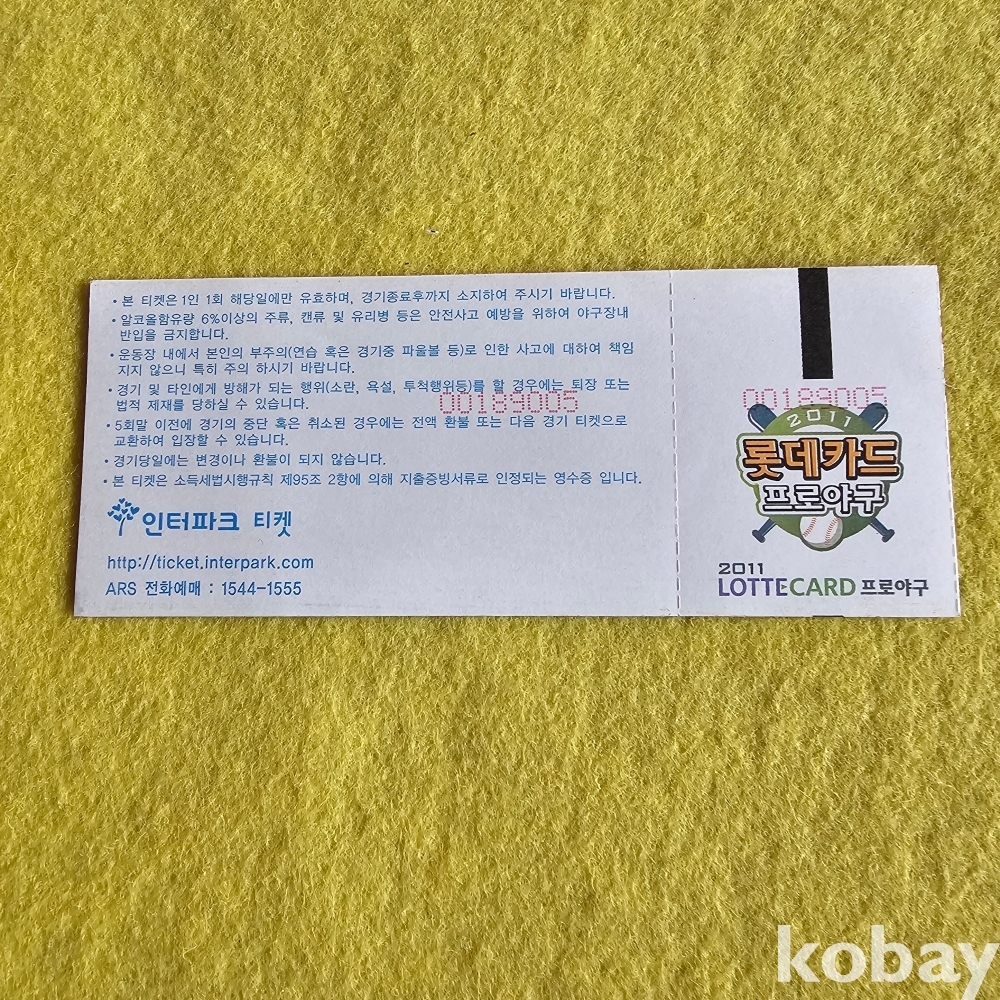 • 본 티켓은 1인 1회 해당일에만 유효하며, 경기종료후까지 소지하여 주시기 바랍니다.
• 알코올함유량 6%이상의 주류, 캔류 및 유리병 등은 안전사고 예방을 위하여 야구장내
반입을 금지합니다.
• 운동장 내에서 본인의 부주의(연습 혹은 경기중 파울볼 등)로 인한 사고에 대하여 책임
지지 않으니 특히 주의 하시기 바랍니다.
• 경기 및 타인에게 방해가 되는 행위(소란, 욕설, 투척행위등)를 할 경우에는 퇴장 또는
법적 제재를 당하실 수 있습니다.
00189005
• 5회말 이전에 경기의 중단 혹은 취소된 경우에는 전액 환불 또는 다음 경기 티켓으로
교환하여 입장할 수 있습니다.
• 경기당일에는 변경이나 환불이 되지 않습니다.
• 본 티켓은 소득세법시행규칙 제95조 2항에 의해 지출증빙서류로 인정되는 영수증 입니다.
인터파크 티켓
http://ticket.interpark.com
ARS 전화예매 : 1544-1555
00189005
2011
롯데카드
프로야구
2011
LOTTECARD 프로야구
kobay